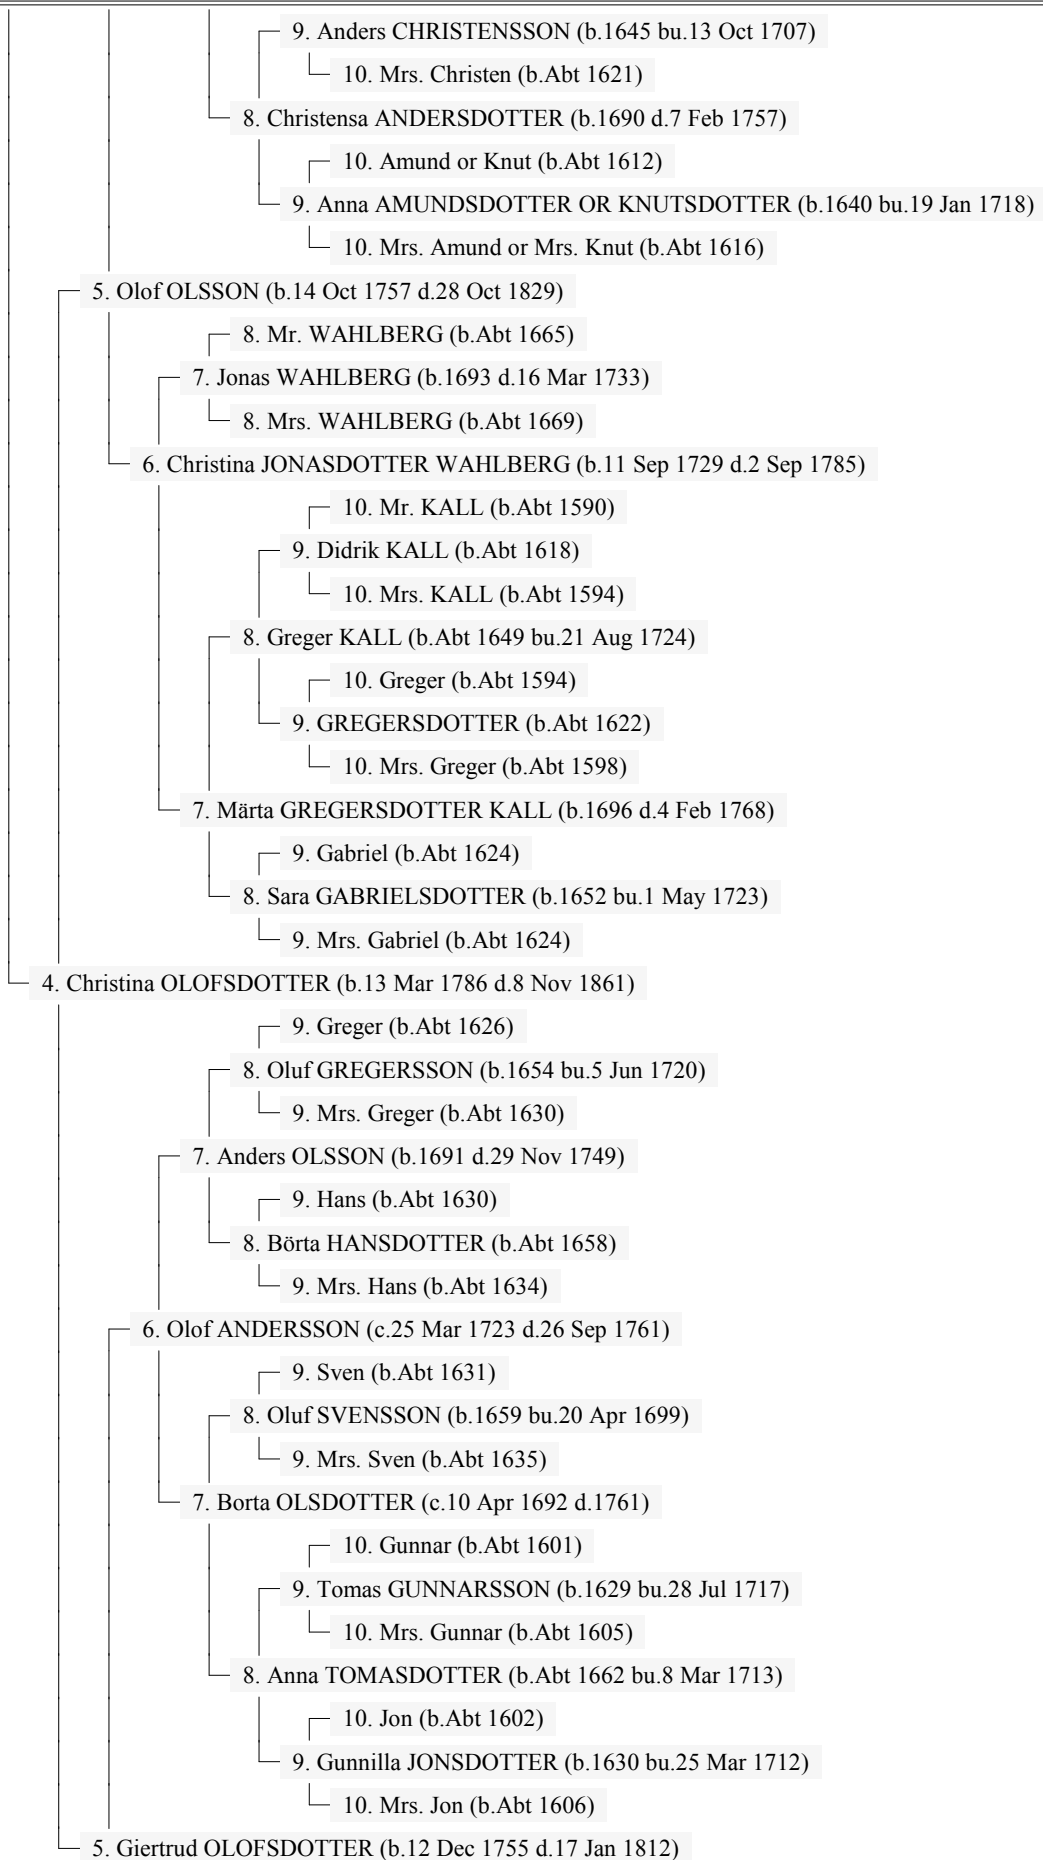 9. Anders CHRISTENSSON (b.1645 bu.13 Oct 1707)
10. Mrs. Christen (b.Abt 1621)
8. Christensa ANDERSDOTTER (b.1690 d.7 Feb 1757)
10. Amund or Knut (b.Abt 1612)
9. Anna AMUNDSDOTTER OR KNUTSDOTTER (b.1640 bu.19 Jan 1718)
10. Mrs. Amund or Mrs. Knut (b.Abt 1616)
5. Olof OLSSON (b.14 Oct 1757 d.28 Oct 1829)
8. Mr. WAHLBERG (b.Abt 1665)
7. Jonas WAHLBERG (b.1693 d.16 Mar 1733)
8. Mrs. WAHLBERG (b.Abt 1669)
6. Christina JONASDOTTER WAHLBERG (b.11 Sep 1729 d.2 Sep 1785)
10. Mr. KALL (b.Abt 1590)
9. Didrik KALL (b.Abt 1618)
10. Mrs. KALL (b.Abt 1594)
8. Greger KALL (b.Abt 1649 bu.21 Aug 1724)
10. Greger (b.Abt 1594)
9. GREGERSDOTTER (b.Abt 1622)
10. Mrs. Greger (b.Abt 1598)
7. Märta GREGERSDOTTER KALL (b.1696 d.4 Feb 1768)
9. Gabriel (b.Abt 1624)
8. Sara GABRIELSDOTTER (b.1652 bu.1 May 1723)
9. Mrs. Gabriel (b.Abt 1624)
4. Christina OLOFSDOTTER (b.13 Mar 1786 d.8 Nov 1861)
9. Greger (b.Abt 1626)
8. Oluf GREGERSSON (b.1654 bu.5 Jun 1720)
9. Mrs. Greger (b.Abt 1630)
7. Anders OLSSON (b.1691 d.29 Nov 1749)
9. Hans (b.Abt 1630)
8. Börta HANSDOTTER (b.Abt 1658)
9. Mrs. Hans (b.Abt 1634)
6. Olof ANDERSSON (c.25 Mar 1723 d.26 Sep 1761)
9. Sven (b.Abt 1631)
8. Oluf SVENSSON (b.1659 bu.20 Apr 1699)
9. Mrs. Sven (b.Abt 1635)
7. Borta OLSDOTTER (c.10 Apr 1692 d.1761)
10. Gunnar (b.Abt 1601)
9. Tomas GUNNARSSON (b.1629 bu.28 Jul 1717)
10. Mrs. Gunnar (b.Abt 1605)
8. Anna TOMASDOTTER (b.Abt 1662 bu.8 Mar 1713)
10. Jon (b.Abt 1602)
9. Gunnilla JONSDOTTER (b.1630 bu.25 Mar 1712)
10. Mrs. Jon (b.Abt 1606)
5. Giertrud OLOFSDOTTER (b.12 Dec 1755 d.17 Jan 1812)